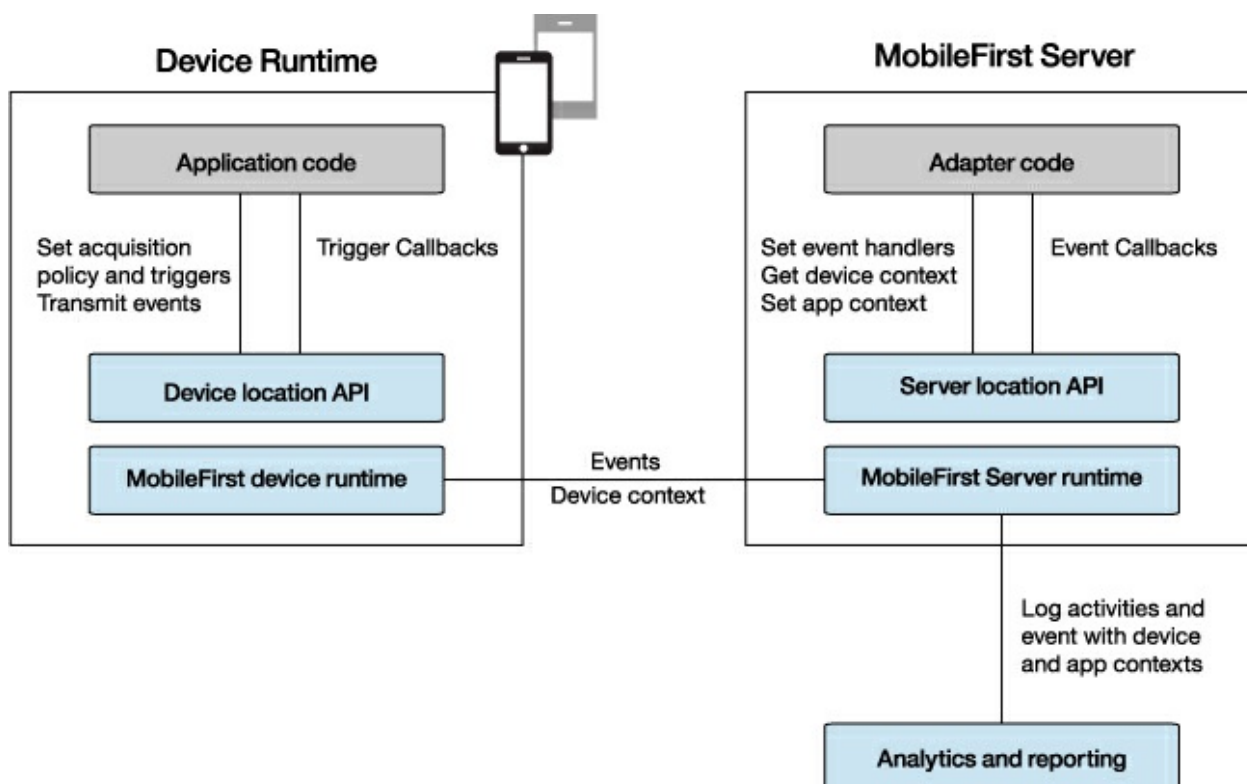 Device Runtime
Application code
Set acquisition
policy and triggers
Transmit events
Trigger Callbacks
Device location API
MobileFirst device runtime
Events
Device context
MobileFirst Server
Adapter code
Set event handlers
Get device context
Set app context
Event Callbacks
Server location API
MobileFirst Server runtime
Log activities and
event with device
and app contexts
Analytics and reporting